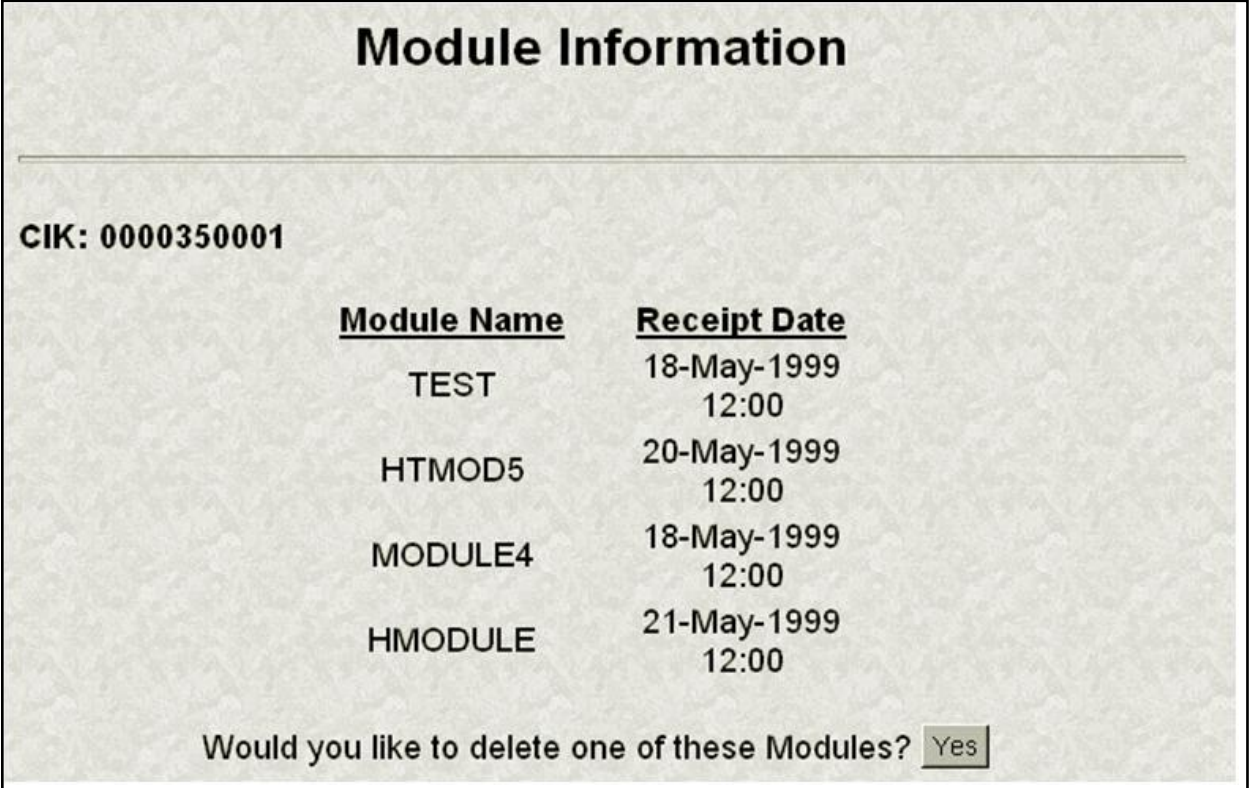 Module Information
CIK: 0000350001
Module Name Receipt Date
TEST 18-May-1999
12:00
HTMOD5 20-May-1999
12:00
MODULE4 18-May-1999
12:00
HMODULE 21-May-1999
12:00
Would you like to delete one of these Modules? Yes